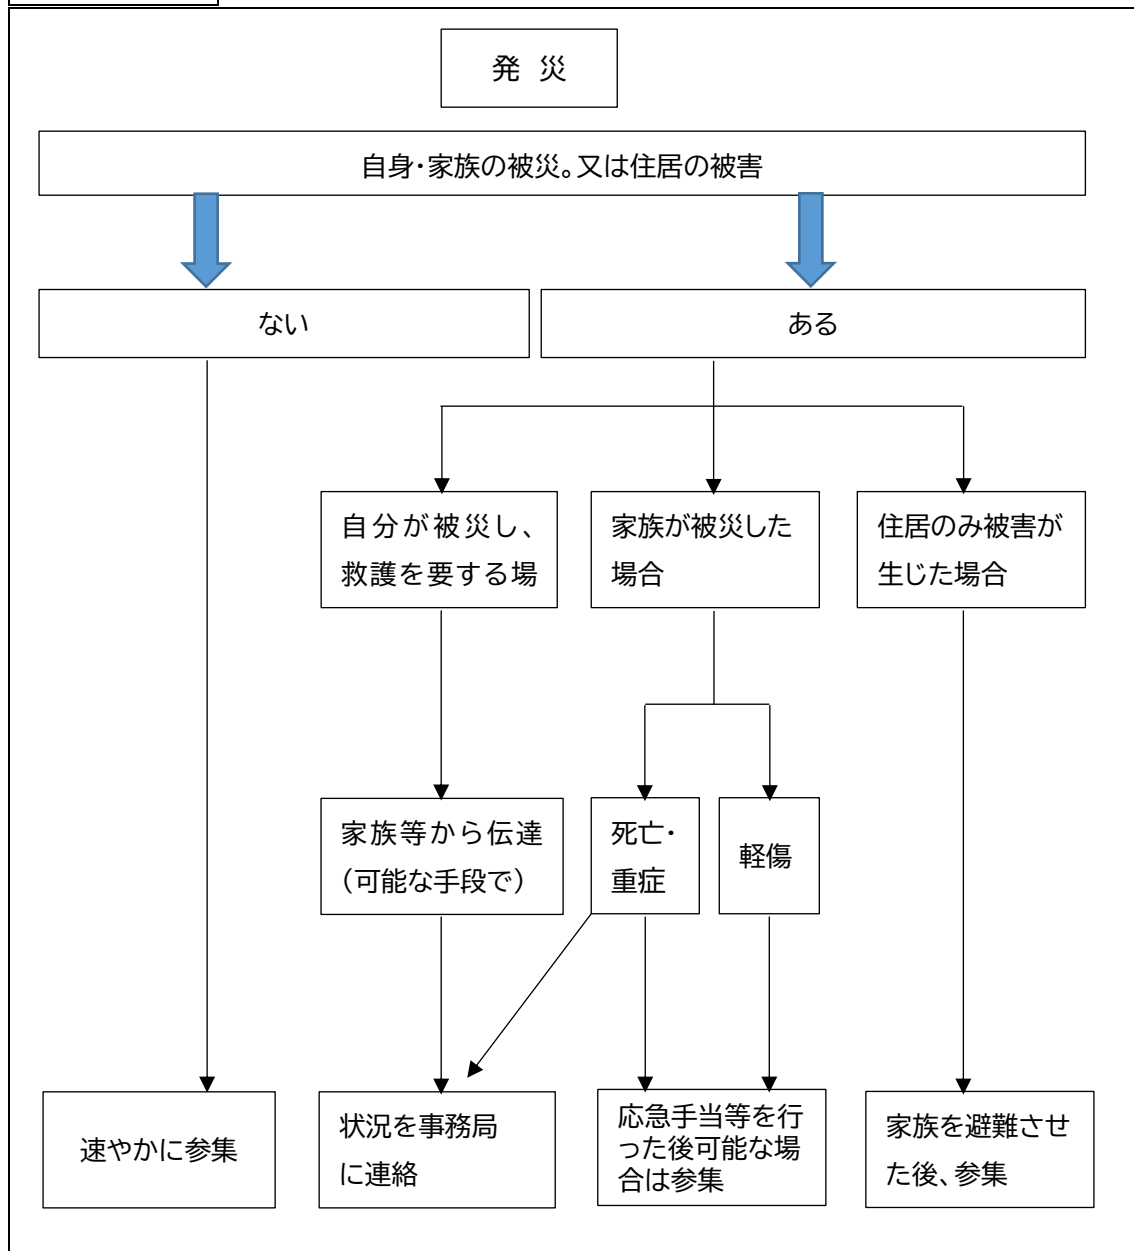 発 災
自身・家族の被災。又は住居の被害
ない
ある
自分が被災し、
救護を要する場
家族が被災した
場合
住居のみ被害が
生じた場合
家族等から伝達
（可能な手段で）
死亡・
重症
軽傷
速やかに参集
状況を事務局
に連絡
応急手当等を行
った後可能な場
合は参集
家族を避難させ
た後、参集